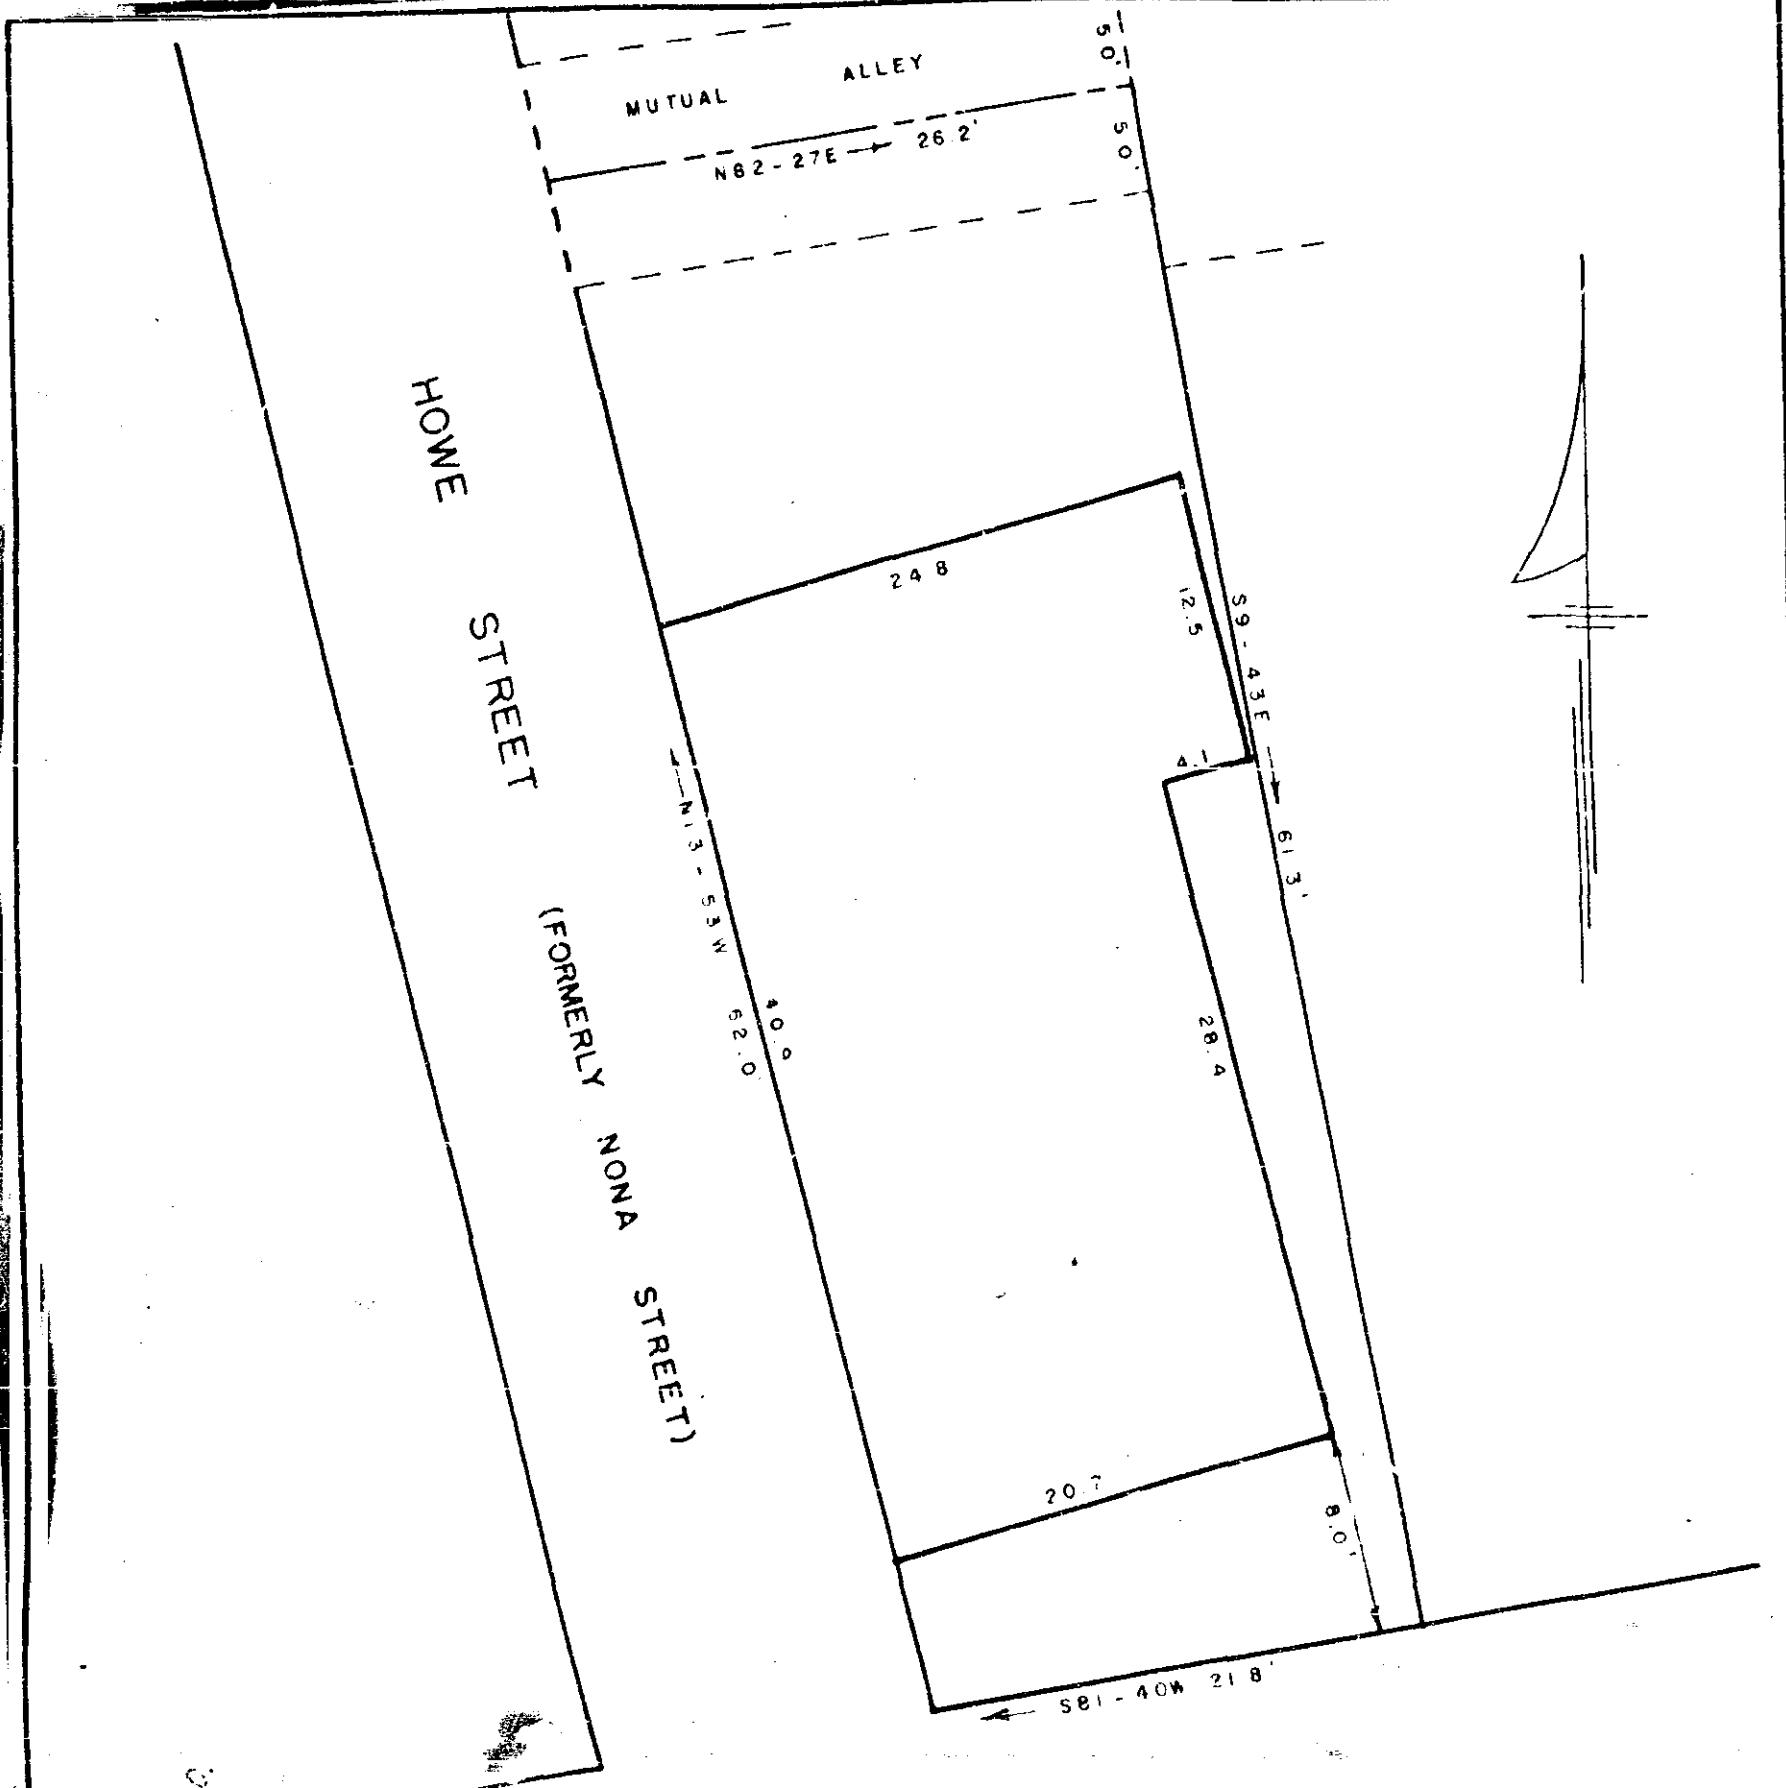 50'
MUTUAL ALLEY
N82-27E 26.2'
50'
HOWE STREET (FORMERLY NONA STREET)
24.8
12.5
S9-43E 61.3'
4.1
N13-53W 62.0'
40.9
28.4
20.7
8.0'
S81-40W 21.8'